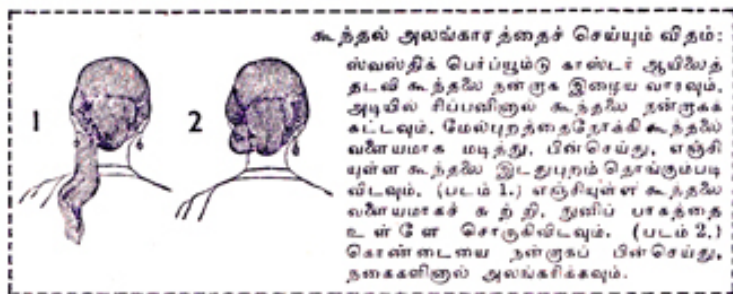 கூந்தல் அலங்காரத்தைச் செய்யும் விதம்:
ஸ்வஸ்திக் பெர்ப்யூம்டு காஸ்டர் ஆயிலைத்
தடவி கூந்தலை நன்றாக இழைய வாரவும்.
அடியில் ரிப்பனினால் கூந்தலை நன்றாகக்
கட்டவும். மேல்புறத்தைநோக்கி கூந்தலை
வளையமாக மடித்து, பின்செய்து, எஞ்சி
யுள்ள கூந்தலை இடதுபுறம் தொங்கும்படி
விடவும். (படம் 1.) எஞ்சியுள்ள கூந்தலை
வளையமாகச் சுற்றி, நுனிப் பாகத்தை
உள்ளே சொருகிவிடவும். (படம் 2.)
கொண்டையை நன்றாகப் பின்செய்து,
நகைகளினால் அலங்கரிக்கவும்.
1
2